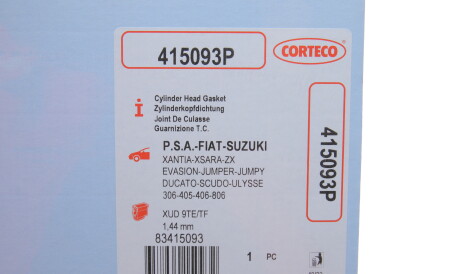 415093P
CORTECO
Cylinder Head Gasket
Zylinderkopfdichtung
Joint De Culasse
Guarnizione T.C.
P.S.A.-FIAT-SUZUKI
XANTIA-XSARA-ZX
EVASION-JUMPER-JUMPY
DUCATO-SCUDO-ULYSSE
306-405-406-806
XUD 9TE/TF
1,44 mm
83415093
1 PC
415093P